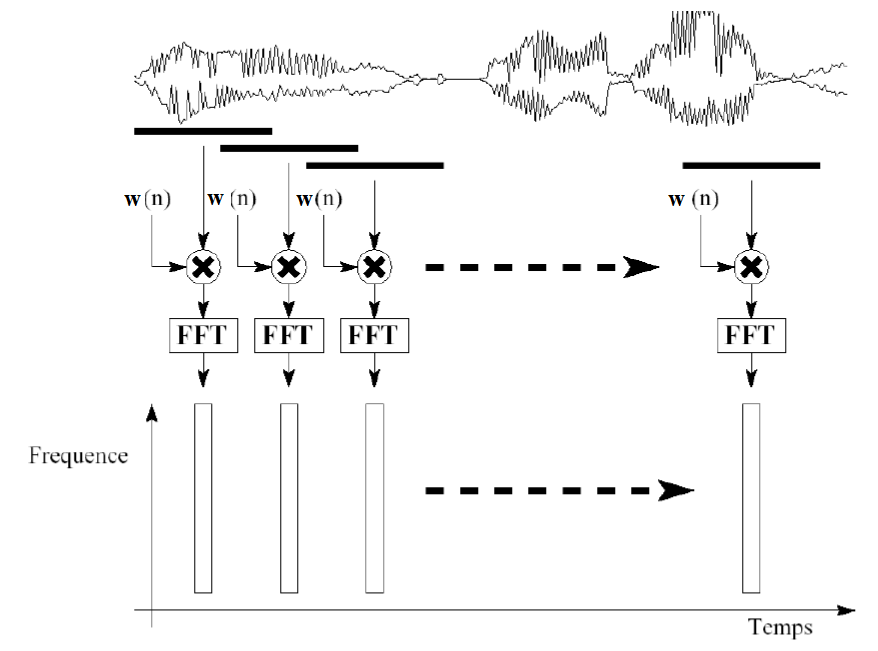 w (n) w (n) w(n) w (n)
FFT FFT FFT FFT
Frequence
Temps